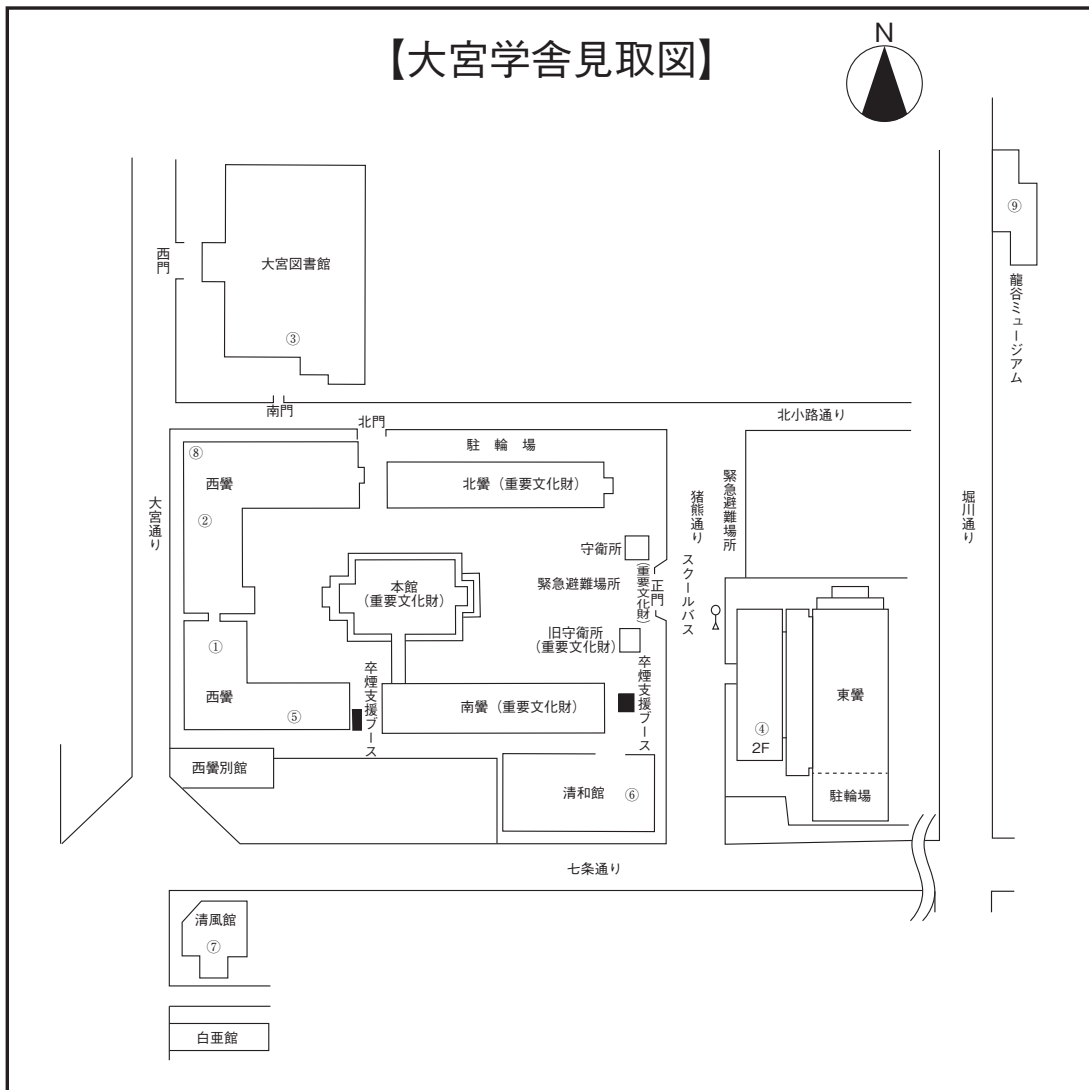 【大宮学舎見取図】
N
西門
大宮図書館
③
⑨
龍谷ミュージアム
南門
北門
北小路通り
駐輪場
⑧
西黌
②
北黌（重要文化財）
大宮通り
猪熊通り
緊急避難場所
堀川通り
守衛所
本館
（重要文化財）
緊急避難場所
正門
（重要文化財）
スクールバス
旧守衛所
（重要文化財）
①
西黌
⑤
卒煙支援ブース
南黌（重要文化財）
卒煙支援ブース
東黌
④
2F
西黌別館
清和館
⑥
駐輪場
七条通り
清風館
⑦
白亜館